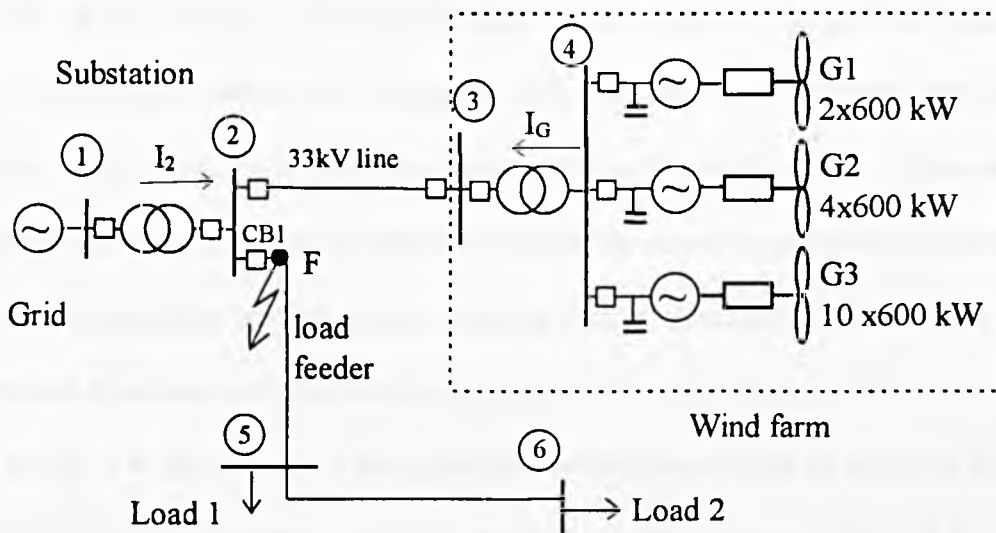 Substation
1
I2
2
33kV line
3
IG
4
G1
2x600 kW
G2
4x600 kW
G3
10 x600 kW
CB1
F
Grid
load
feeder
Wind farm
5
6
Load 1
Load 2